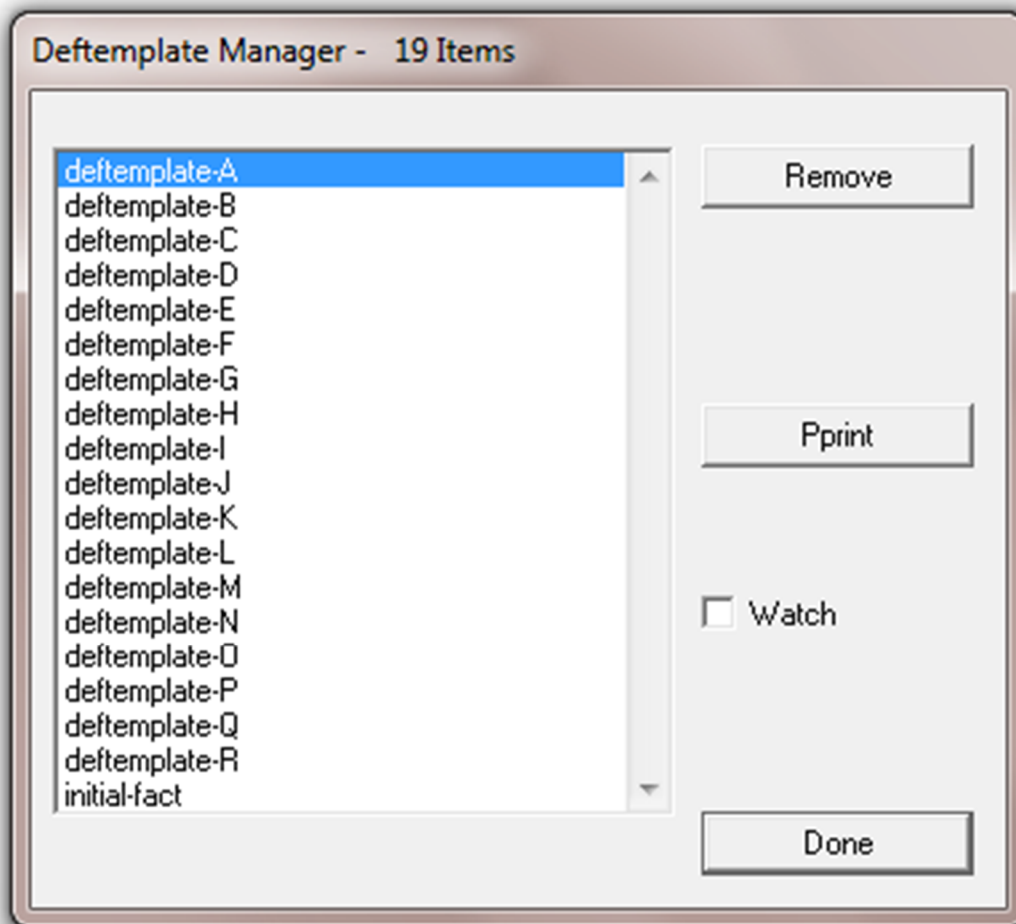 Deftemplate Manager - 19 Items
deftemplate-A
deftemplate-B
deftemplate-C
deftemplate-D
deftemplate-E
deftemplate-F
deftemplate-G
deftemplate-H
deftemplate-I
deftemplate-J
deftemplate-K
deftemplate-L
deftemplate-M
deftemplate-N
deftemplate-O
deftemplate-P
deftemplate-Q
deftemplate-R
initial-fact
Remove
Pprint
Watch
Done